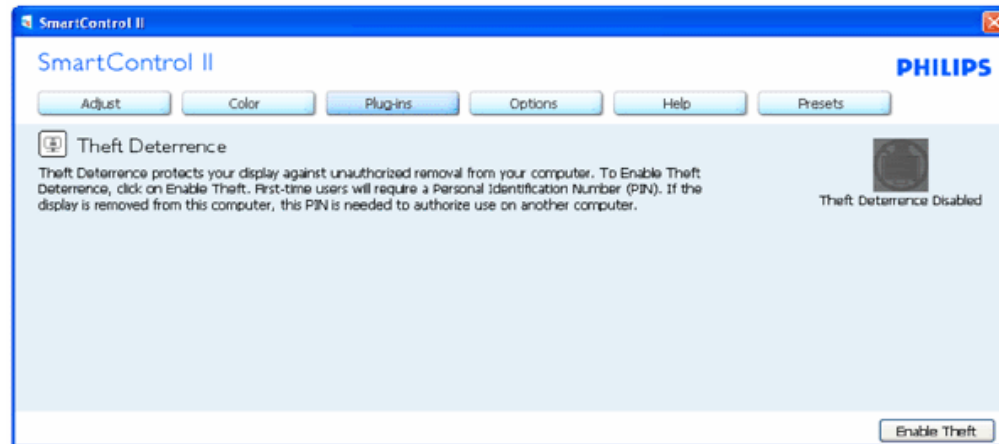 SmartControl II
SmartControl II
PHILIPS
Adjust
Color
Plug-ins
Options
Help
Presets
Theft Deterrence
Theft Deterrence protects your display against unauthorized removal from your computer. To Enable Theft
Deterrence, click on Enable Theft. First-time users will require a Personal Identification Number (PIN). If the
display is removed from this computer, this PIN is needed to authorize use on another computer.
Theft Deterrence Disabled
Enable Theft